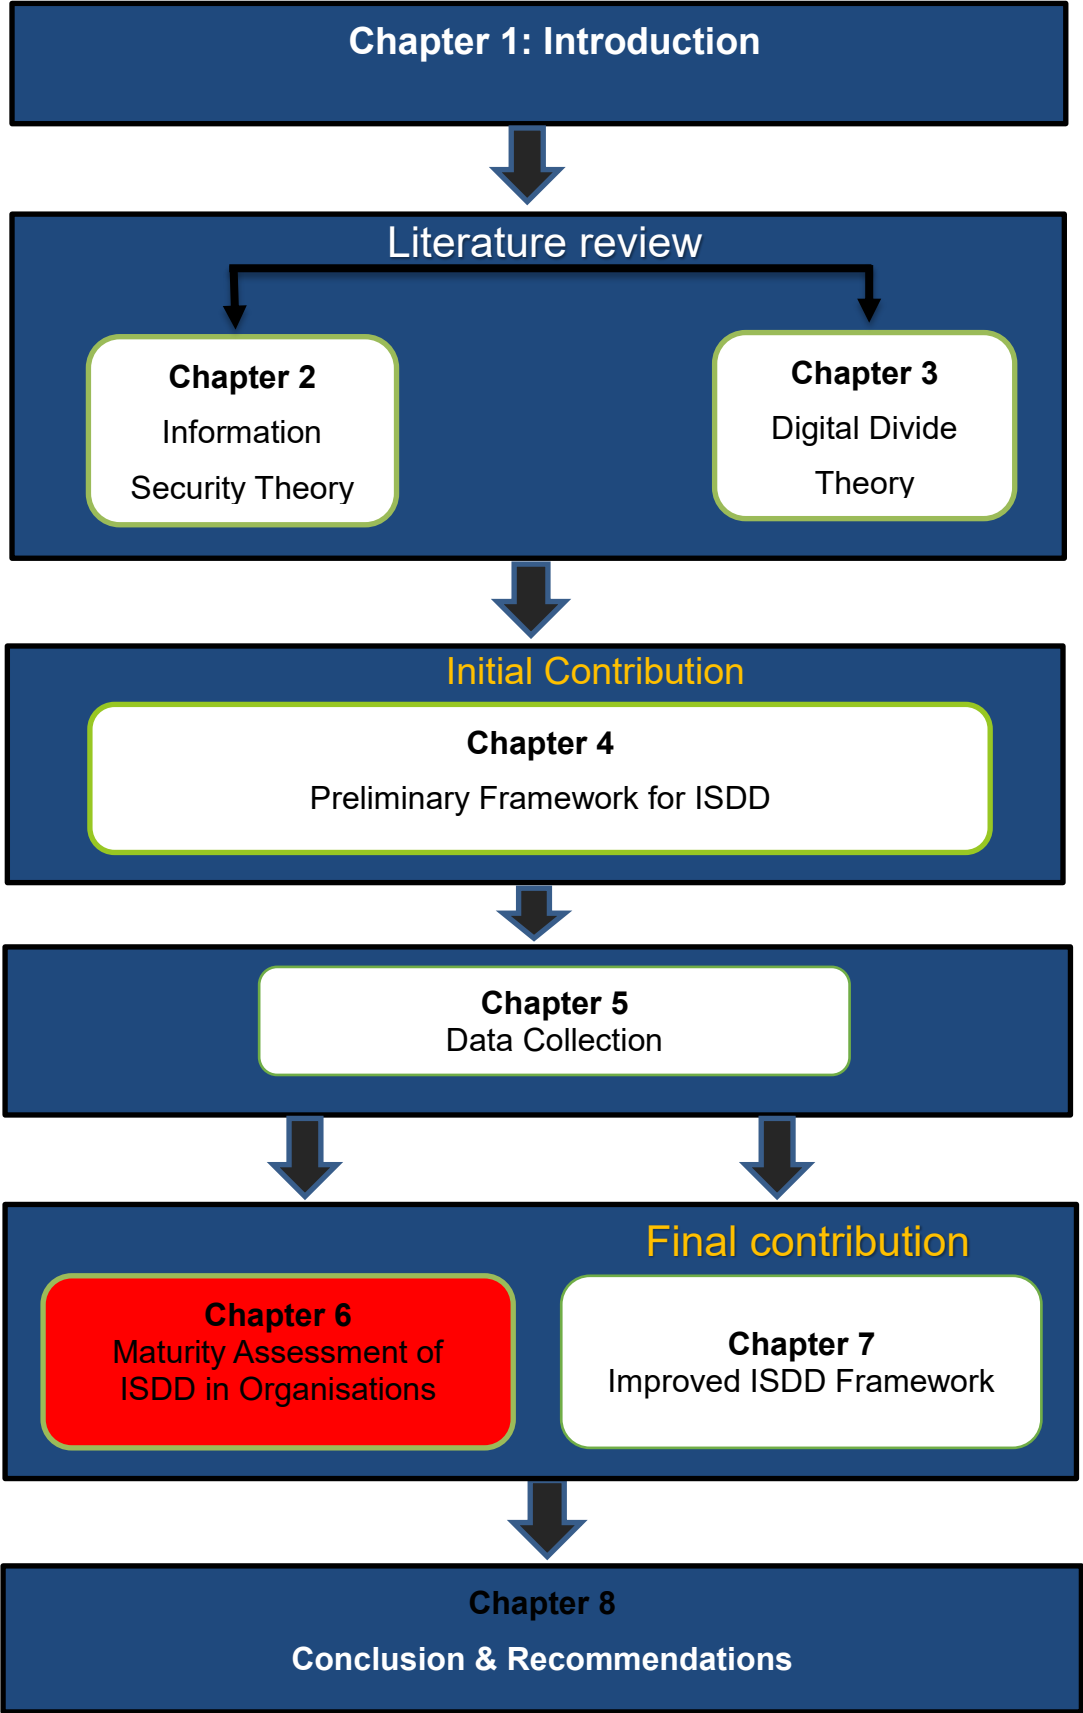 Chapter 1: Introduction
Literature review
Chapter 2
Information
Security Theory
Chapter 3
Digital Divide
Theory
Initial Contribution
Chapter 4
Preliminary Framework for ISDD
Chapter 5
Data Collection
Final contribution
Chapter 6
Maturity Assessment of
ISDD in Organisations
Chapter 7
Improved ISDD Framework
Chapter 8
Conclusion & Recommendations